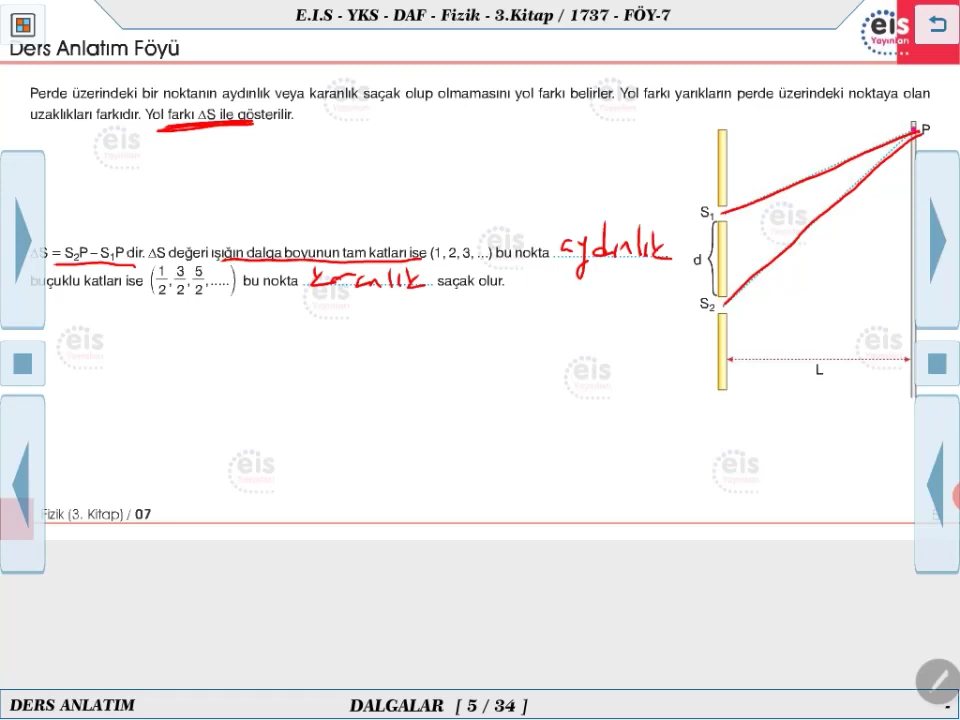 E.I.S - YKS - DAF - Fizik - 3.Kitap / 1737 - FÖY-7
eis
Yayınları
Ders Anlatım Föyü
Perde üzerindeki bir noktanın aydınlık veya karanlık saçak olup olmamasını yol farkı belirler. Yol farkı yarıkların perde üzerindeki noktaya olan
uzaklıkları farkıdır. Yol farkı ΔS ile gösterilir.
P
S₁
d
S₂
L
ΔS = S₂P – S₁P dir. ΔS değeri ışığın dalga boyunun tam katları ise (1, 2, 3, ...) bu nokta aydınlık
buçuklu katları ise (1/2, 3/2, 5/2, .....) bu nokta karanlık saçak olur.
Fizik (3. Kitap) / 07
DERS ANLATIM
DALGALAR [ 5 / 34 ]
-